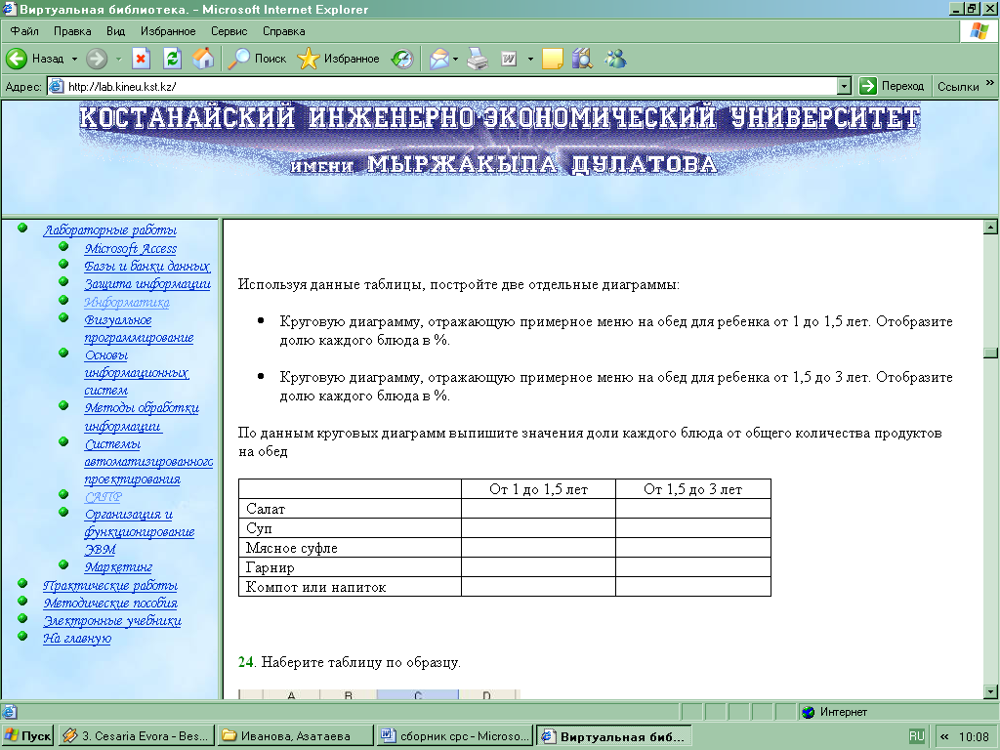 Виртуальная библиотека. - Microsoft Internet Explorer
Файл Правка Вид Избранное Сервис Справка
Назад Поиск Избранное
Адрес: http://lab.kineu.kst.kz/ Переход Ссылки »
КОСТАНАЙСКИЙ ИНЖЕНЕРНО ЭКОНОМИЧЕСКИЙ УНИВЕРСИТЕТ
ИМЕНИ МЫРЖАКЫПА ДУЛАТОВА
Лабораторные работы
Microsoft Access
Базы и банки данных
Защита информации
Информатика
Визуальное
программирование
Основы
информационных
систем
Методы обработки
информации
Системы
автоматизированного
проектирования
САПР
Организация и
функционирование
ЭВМ
Маркетинг
Практические работы
Методические пособия
Электронные учебники
На главную
Используя данные таблицы, постройте две отдельные диаграммы:
Круговую диаграмму, отражающую примерное меню на обед для ребенка от 1 до 1,5 лет. Отобразите
долю каждого блюда в %.
Круговую диаграмму, отражающую примерное меню на обед для ребенка от 1,5 до 3 лет. Отобразите
долю каждого блюда в %.
По данным круговых диаграмм выпишите значения доли каждого блюда от общего количества продуктов
на обед
От 1 до 1,5 лет От 1,5 до 3 лет
Салат
Суп
Мясное суфле
Гарнир
Компот или напиток
24. Наберите таблицу по образцу.
A B C D
Интернет
Пуск 3. Cesaria Evora - Bes... Иванова, Азатаева сборник срс - Microso... Виртуальная биб... RU « 10:08